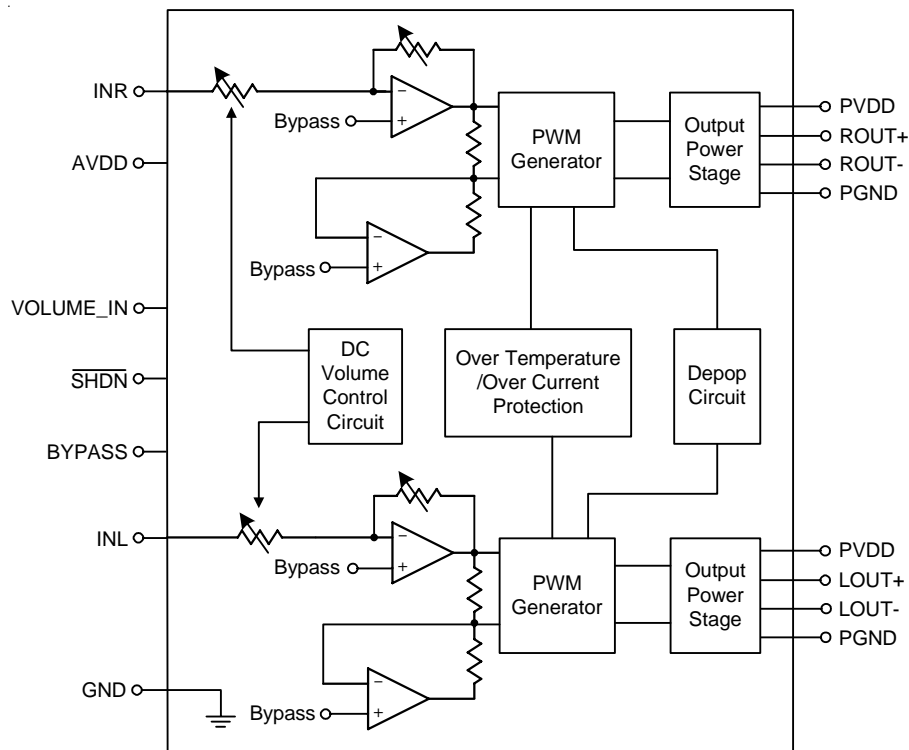 INR
Bypass
PWM
Generator
Output
Power
Stage
PVDD
ROUT+
ROUT-
PGND
AVDD
Bypass
VOLUME_IN
SHDN
BYPASS
DC
Volume
Control
Circuit
Over Temperature
/Over Current
Protection
Depop
Circuit
INL
Bypass
PWM
Generator
Output
Power
Stage
PVDD
LOUT+
LOUT-
PGND
GND
Bypass